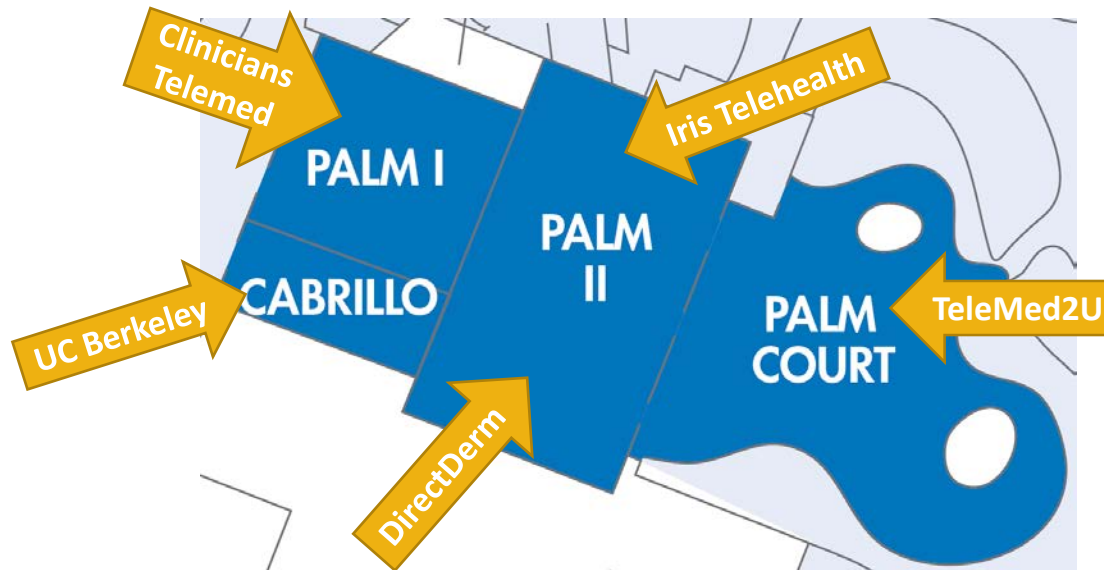 Clinicians
Telemed
Iris Telehealth
PALM I
PALM
II
CABRILLO
UC Berkeley
PALM
COURT
TeleMed2U
DirectDerm